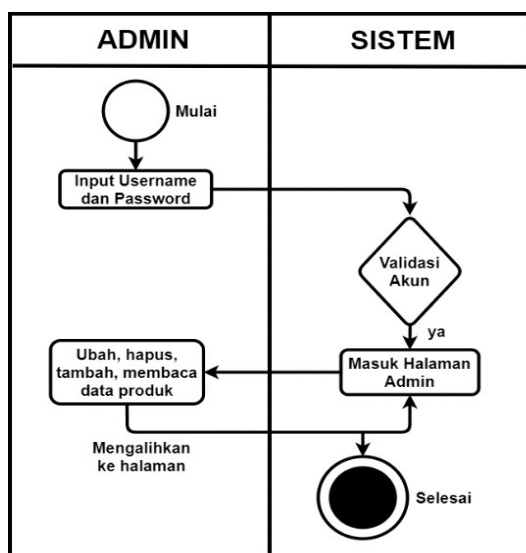 ADMIN
SISTEM
Mulai
Input Username
dan Password
Validasi
Akun
ya
Masuk Halaman
Admin
Ubah, hapus,
tambah, membaca
data produk
Mengalihkan
ke halaman
Selesai